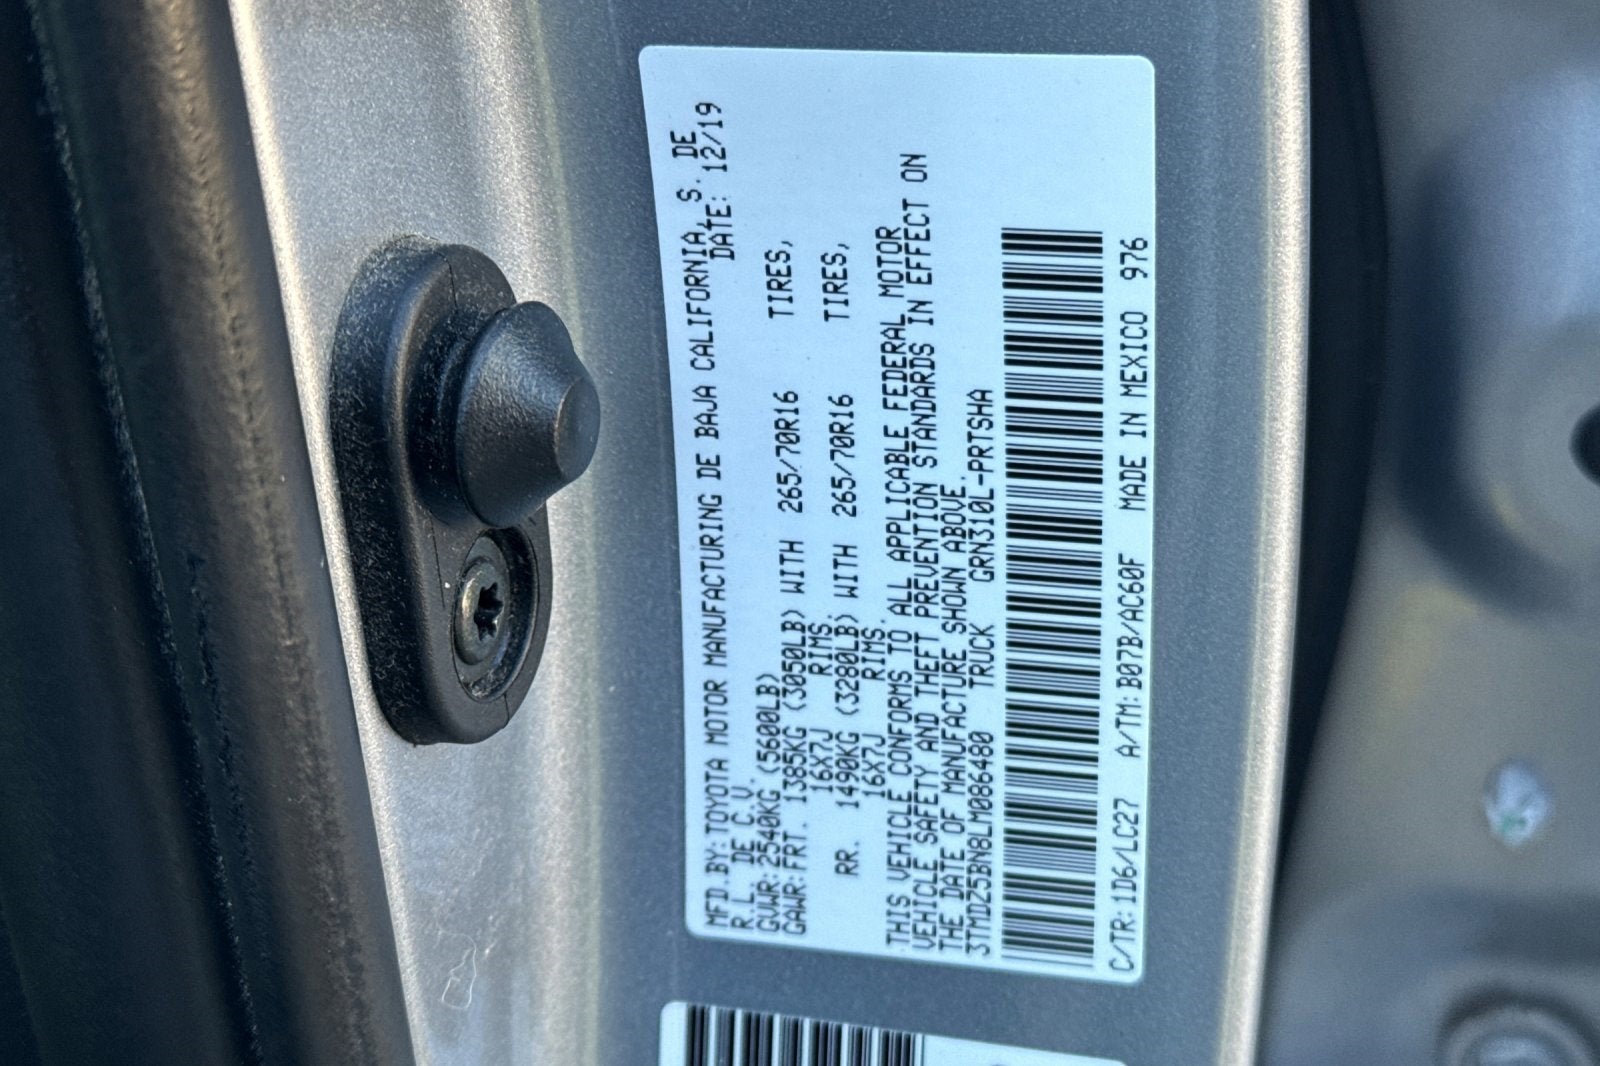 MFD.BY:TOYOTA MOTOR MANUFACTURING DE BAJA CALIFORNIA, S. DE
R.L. DE C.V. DATE: 12/19
GVWR:2540KG (5600LB)
GAWR:FRT. 1385KG (3050LB) WITH 265/70R16 TIRES,
16X7J RIMS.
RR. 1490KG (3280LB) WITH 265/70R16 TIRES,
16X7J RIMS.
THIS VEHICLE CONFORMS TO ALL APPLICABLE FEDERAL MOTOR
VEHICLE SAFETY AND THEFT PREVENTION STANDARDS IN EFFECT ON
THE DATE OF MANUFACTURE SHOWN ABOVE.
3TMDZ5BN8LM086480 TRUCK GRN310L-PRTSHA
C/TR:1D6/LC27 A/TM:B07B/AC60F MADE IN MEXICO 976